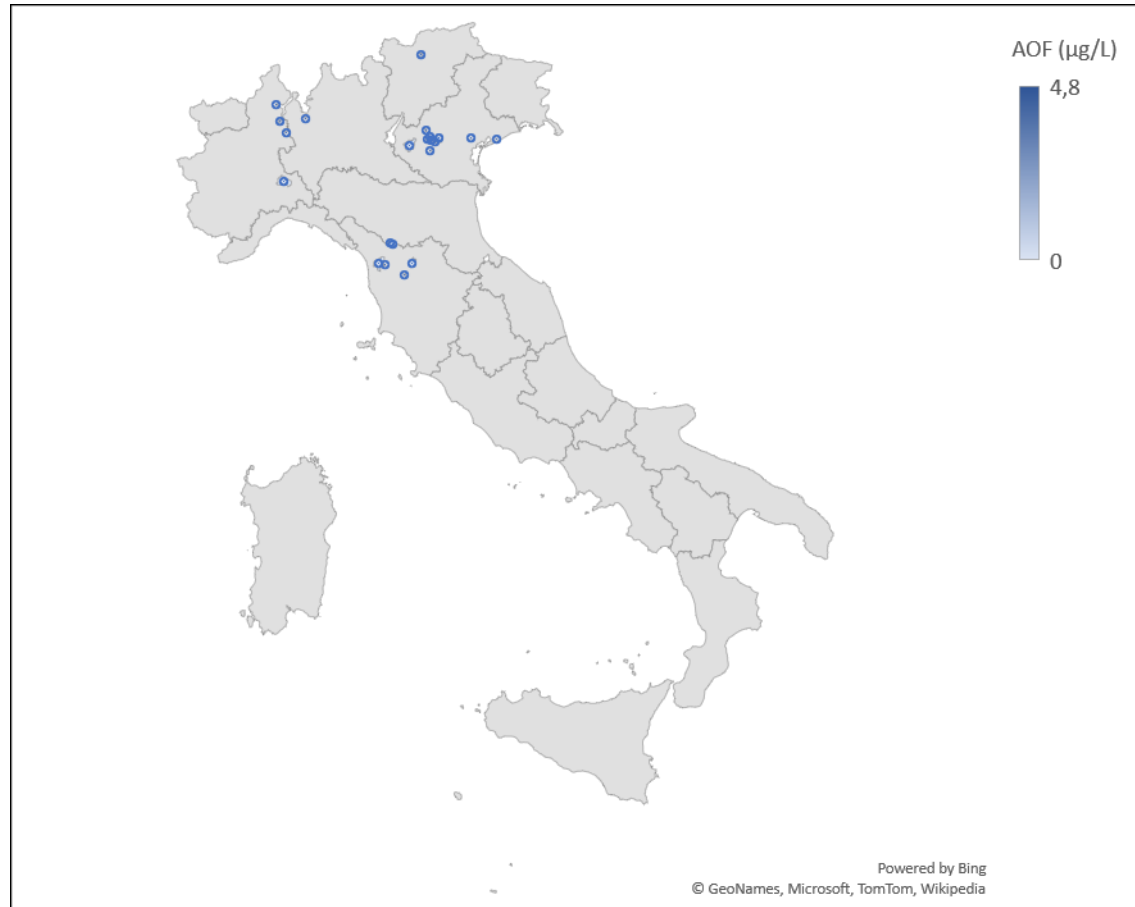 AOF (µg/L)
4,8
0
Powered by Bing
© GeoNames, Microsoft, TomTom, Wikipedia